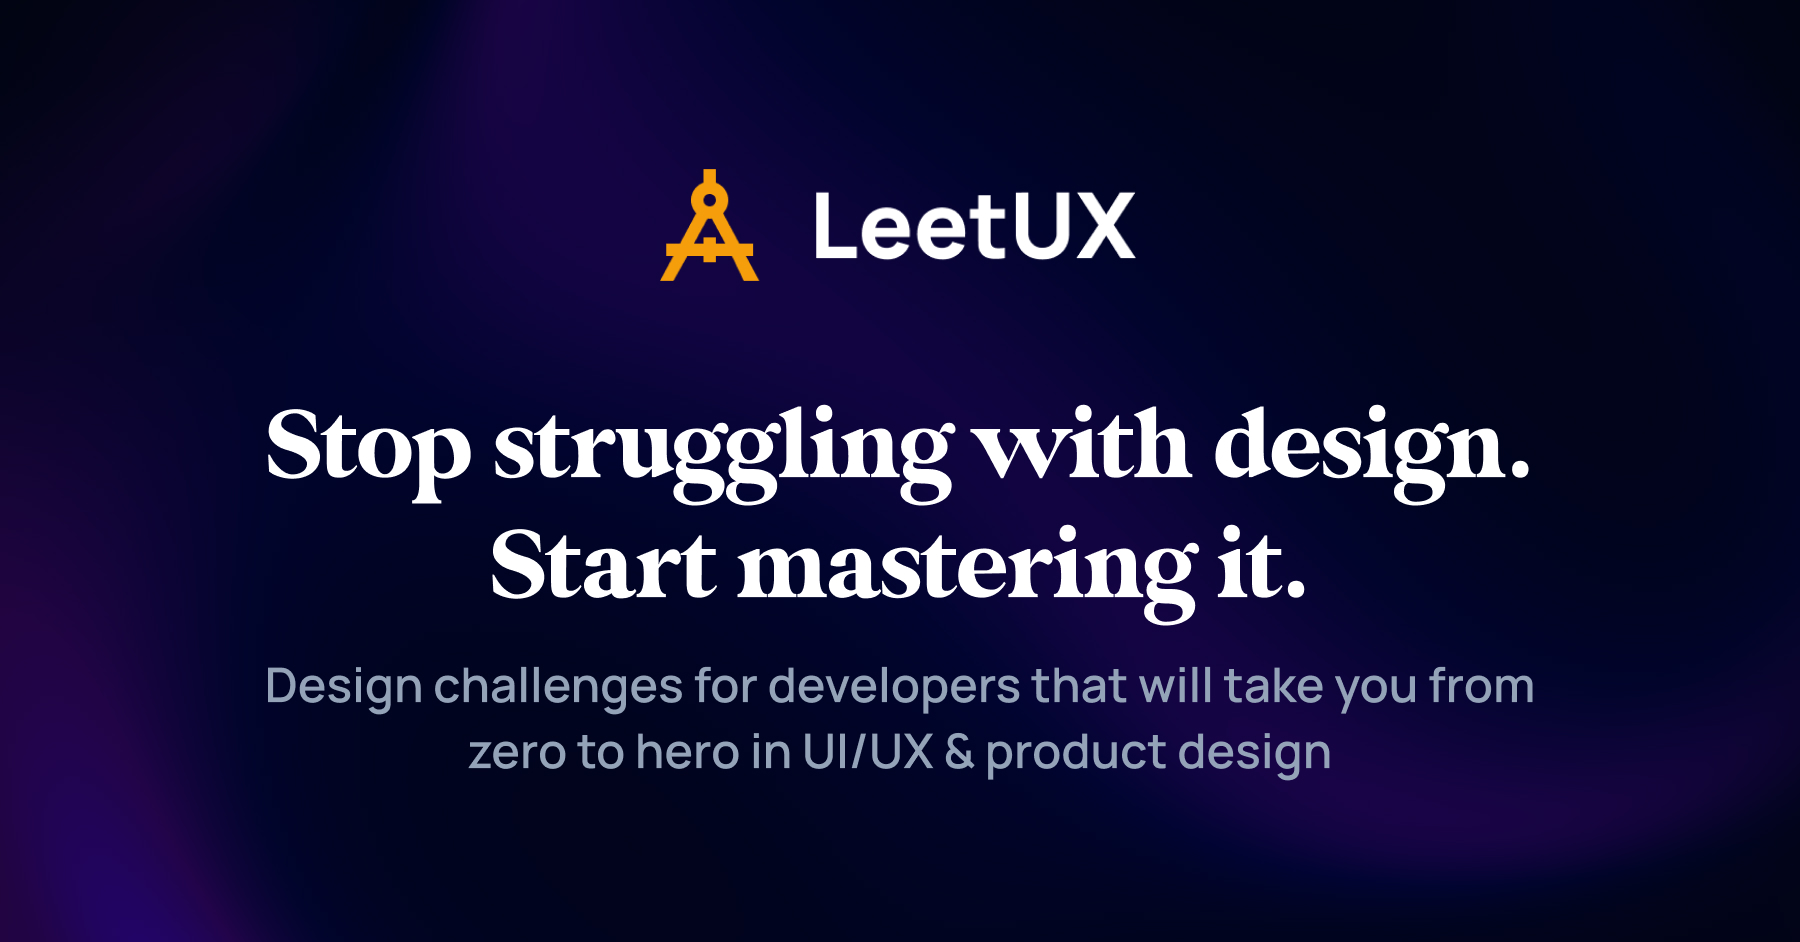 LeetUX
Stop struggling with design.
Start mastering it.
Design challenges for developers that will take you from
zero to hero in UI/UX & product design